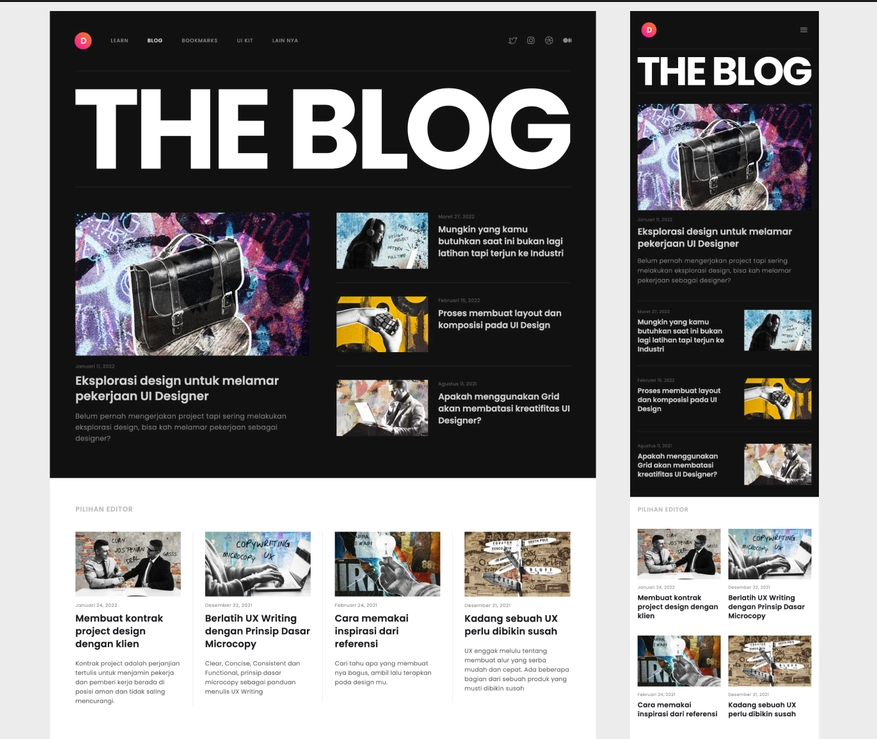 D LEARN BLOG BOOKMARKS UI KIT LAIN NYA
THE BLOG
Januari 11, 2022
Eksplorasi design untuk melamar
pekerjaan UI Designer
Belum pernah mengerjakan project tapi sering melakukan
eksplorasi design, bisa kah melamar pekerjaan sebagai
designer?
Maret 27, 2022
Mungkin yang kamu
butuhkan saat ini bukan lagi
latihan tapi terjun ke Industri
Februari 15, 2022
Proses membuat layout dan
komposisi pada UI Design
Agustus 11, 2021
Apakah menggunakan Grid
akan membatasi kreatifitas UI
Designer?
PILIHAN EDITOR
Januari 24, 2022
Membuat kontrak
project design
dengan klien
Kontrak project adalah perjanjian
tertulis untuk menjamin pekerja
dan pemberi kerja berada di
posisi aman dan tidak saling
mencurangi.
COPYWRITING
MICROCOPY UX
Desember 22, 2021
Berlatih UX Writing
dengan Prinsip Dasar
Microcopy
Clear, Concise, Consistent dan
Functional, prinsip dasar
microcopy sebagai panduan
menulis UX Writing
Februari 24, 2021
Cara memakai
inspirasi dari
referensi
Cari tahu apa yang membuat
nya bogus, ambil lalu terapkan
pada design mu.
Desember 21, 2021
Kadang sebuah UX
perlu dibikin susah
UX enggak melulu tentang
membuat alur yang serba
mudah dan cepat. Ada beberapa
bagian dari sebuah produk yang
musti dibikin susah
D
THE BLOG
Januari 11, 2022
Eksplorasi design untuk melamar
pekerjaan UI Designer
Belum pernah mengerjakan project tapi sering
melakukan eksplorasi design, bisa kah melamar
pekerjaan sebagai designer?
Maret 27, 2022
Mungkin yang kamu
butuhkan saat ini bukan
lagi latihan tapi terjun ke
Industri
Februari 15, 2022
Proses membuat layout
dan komposisi pada UI
Design
Agustus 11, 2021
Apakah menggunakan
Grid akan membatasi
kreatifitas UI Designer?
PILIHAN EDITOR
Januari 24, 2022
Membuat kontrak
project design dengan
klien
COPYWRITING
MICROCOPY UX
Desember 22, 2021
Berlatih UX Writing
dengan Prinsip Dasar
Microcopy
Februari 24, 2021
Cara memakai
inspirasi dari referensi
Desember 21, 2021
Kadang sebuah UX
perlu dibikin susah